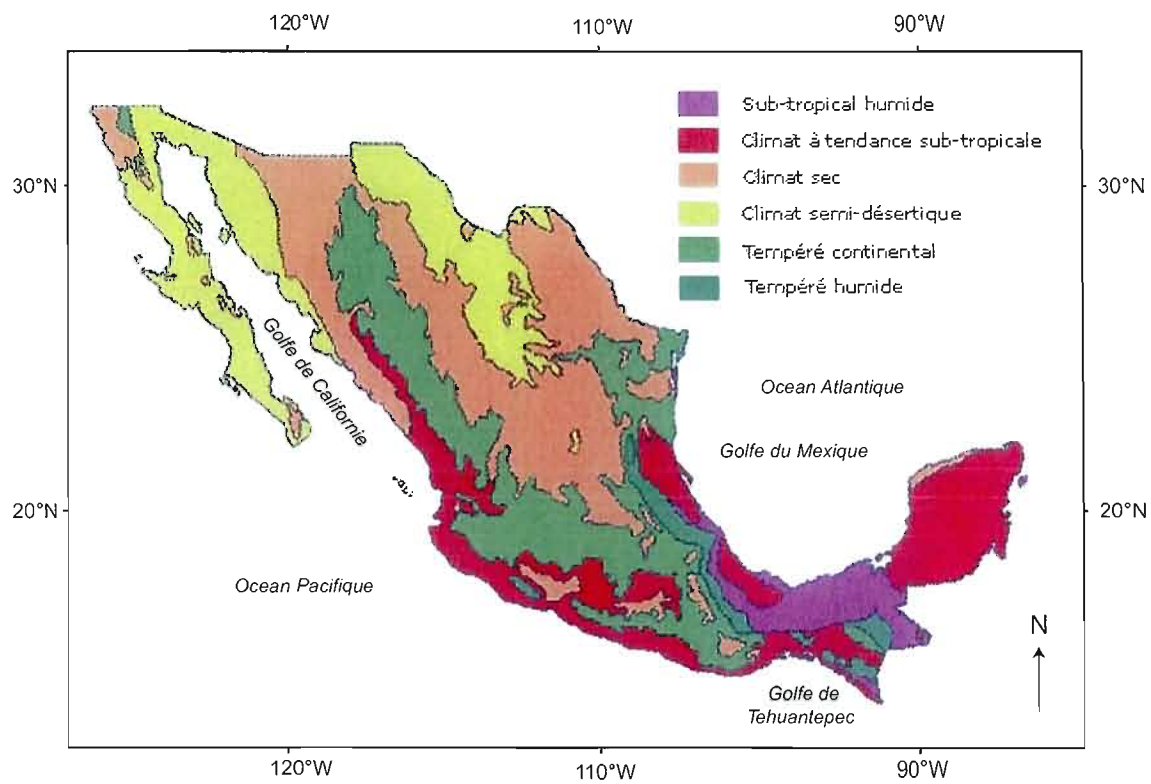 120°W 110°W 90°W
Sub-tropical humide
Climat à tendance sub-tropicale
Climat sec
30°N 30°N
Climat semi-désertique
Tempéré continental
Tempéré humide
Golfe de Californie
Ocean Atlantique
Golfe du Mexique
20°N 20°N
Ocean Pacifique
N
Golfe de
Tehuantepec
120°W 110°W 90°W